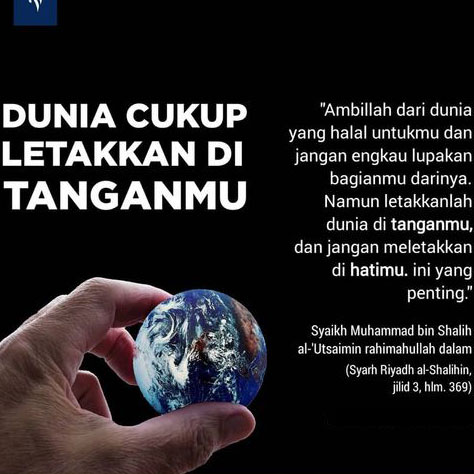 DUNIA CUKUP
LETAKKAN DI
TANGANMU
"Ambillah dari dunia
yang halal untukmu dan
jangan engkau lupakan
bagianmu darinya.
Namun letakkanlah
dunia di tanganmu,
dan jangan meletakkan
di hatimu. ini yang
penting."
Syaikh Muhammad bin Shalih
al-'Utsaimin rahimahullah dalam
(Syarh Riyadh al-Shalihin,
jilid 3, hlm. 369)